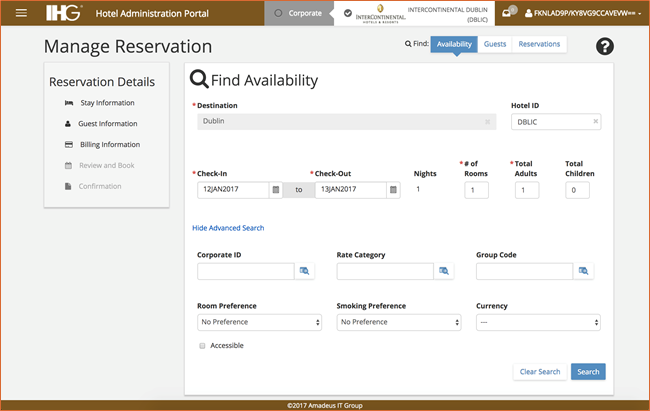 IHG Hotel Administration Portal
Corporate
INTERCONTINENTAL
HOTELS & RESORTS
INTERCONTINENTAL DUBLIN
(DBLIC)
0
FKNLAD9P/KY8VG9CCAVEVW==
Manage Reservation
Find:
Availability
Guests
Reservations
?
Reservation Details
Stay Information
Guest Information
Billing Information
Review and Book
Confirmation
Find Availability
* Destination
Hotel ID
Dublin
DBLIC
* Check-In
* Check-Out
Nights
* # of Rooms
* Total Adults
Total Children
12JAN2017
to
13JAN2017
1
1
1
0
Hide Advanced Search
Corporate ID
Rate Category
Group Code
Room Preference
Smoking Preference
Currency
No Preference
No Preference
---
Accessible
Clear Search
Search
©2017 Amadeus IT Group